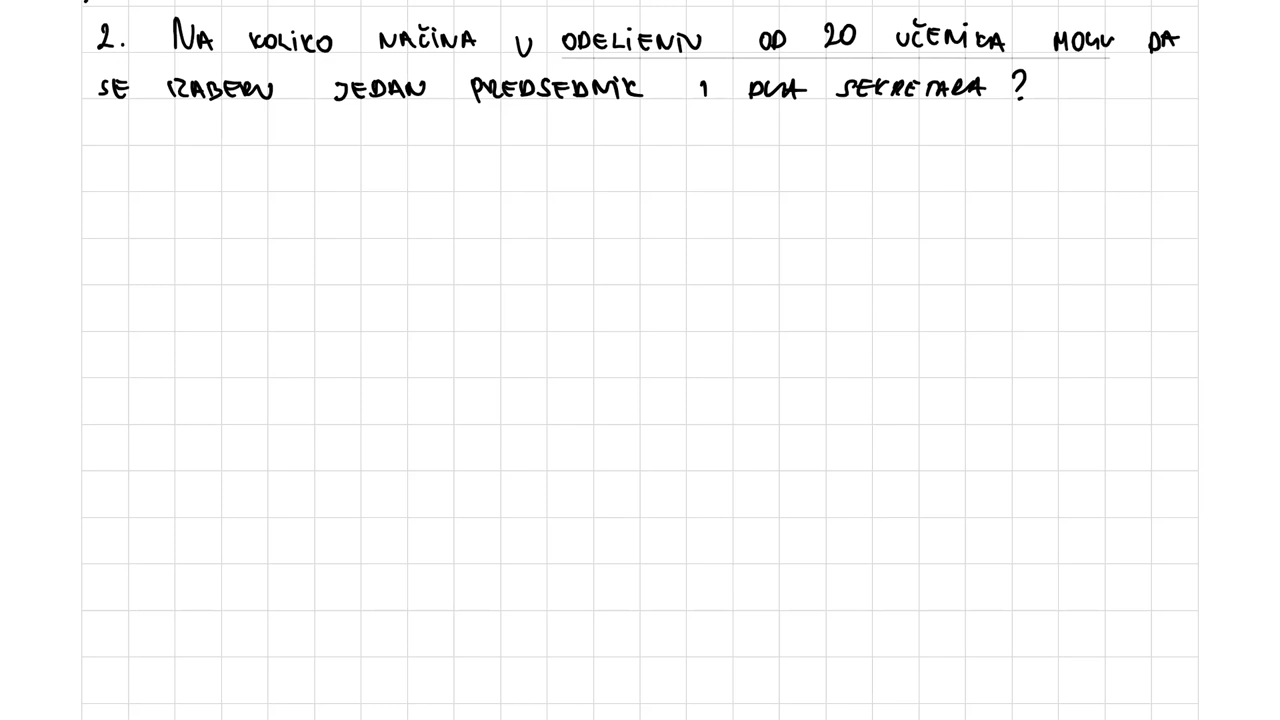 2. NA KOLIKO NAČINA U ODELJENJU OD 20 UČENIKA MOGU DA
SE IZABERU JEDAN PREDSEDNIK I DVA SEKRETARA?